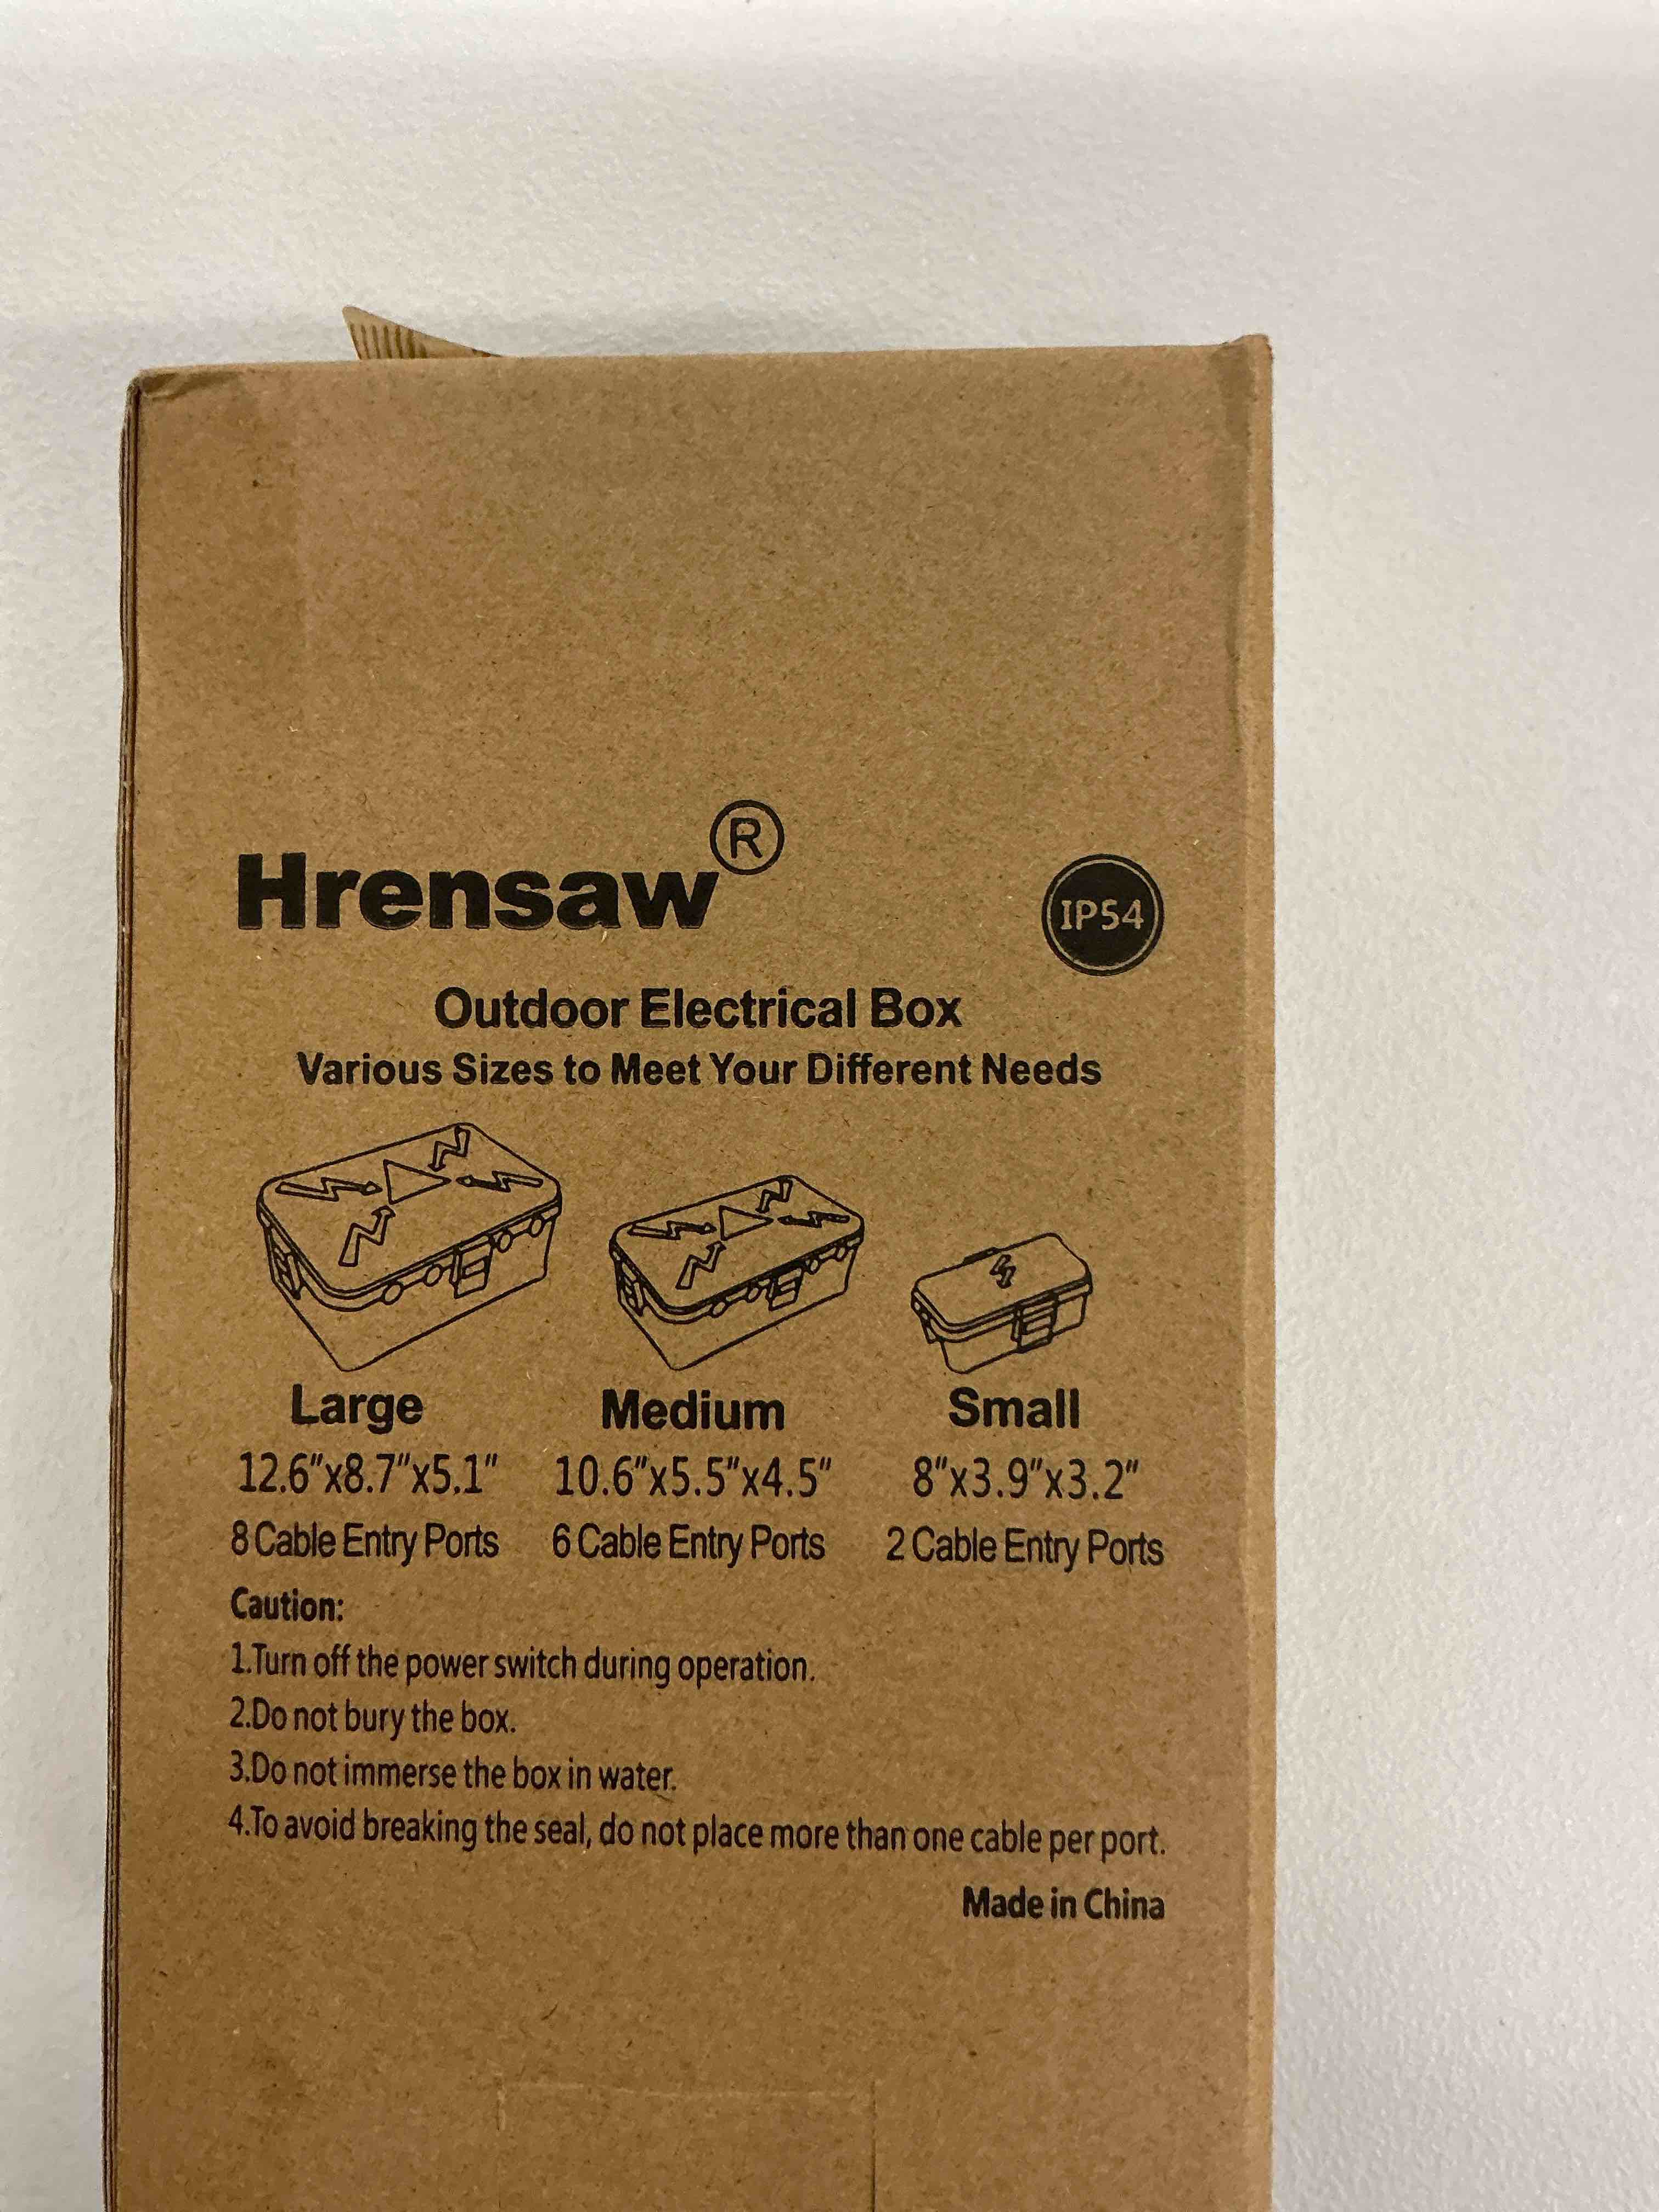 Hrensaw®
IP54
Outdoor Electrical Box
Various Sizes to Meet Your Different Needs
Large Medium Small
12.6"x8.7"x5.1" 10.6"x5.5"x4.5" 8"x3.9"x3.2"
8 Cable Entry Ports 6 Cable Entry Ports 2 Cable Entry Ports
Caution:
1.Turn off the power switch during operation.
2.Do not bury the box.
3.Do not immerse the box in water.
4.To avoid breaking the seal, do not place more than one cable per port.
Made in China